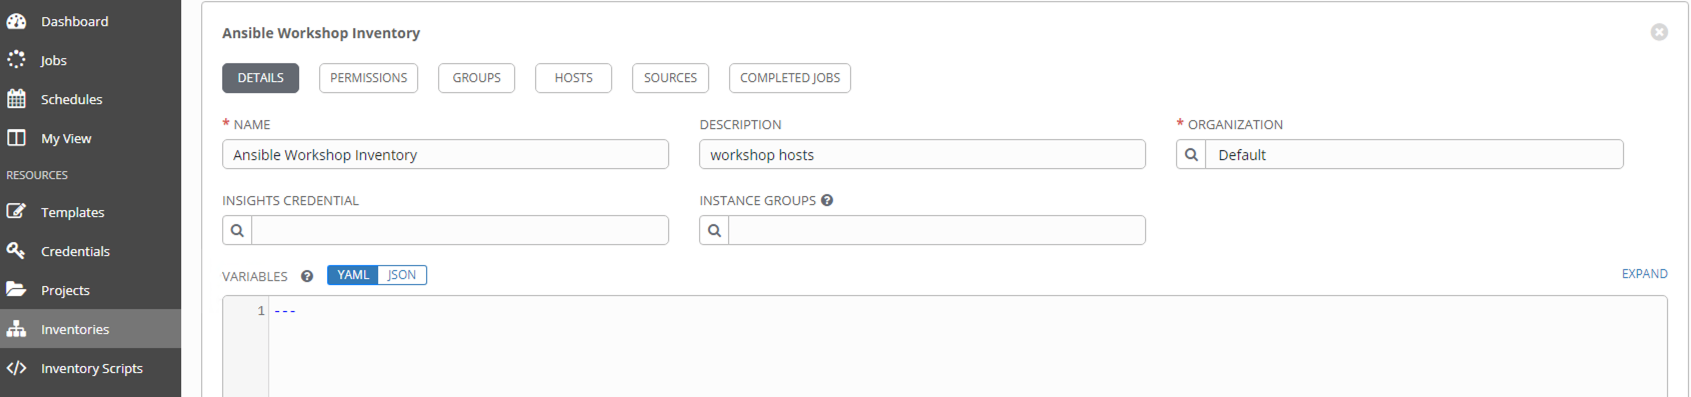 Dashboard
Jobs
Schedules
My View
RESOURCES
Templates
Credentials
Projects
Inventories
Inventory Scripts
Ansible Workshop Inventory
DETAILS PERMISSIONS GROUPS HOSTS SOURCES COMPLETED JOBS
* NAME DESCRIPTION * ORGANIZATION
Ansible Workshop Inventory workshop hosts Default
INSIGHTS CREDENTIAL INSTANCE GROUPS ?
VARIABLES ? YAML JSON EXPAND
1 ---